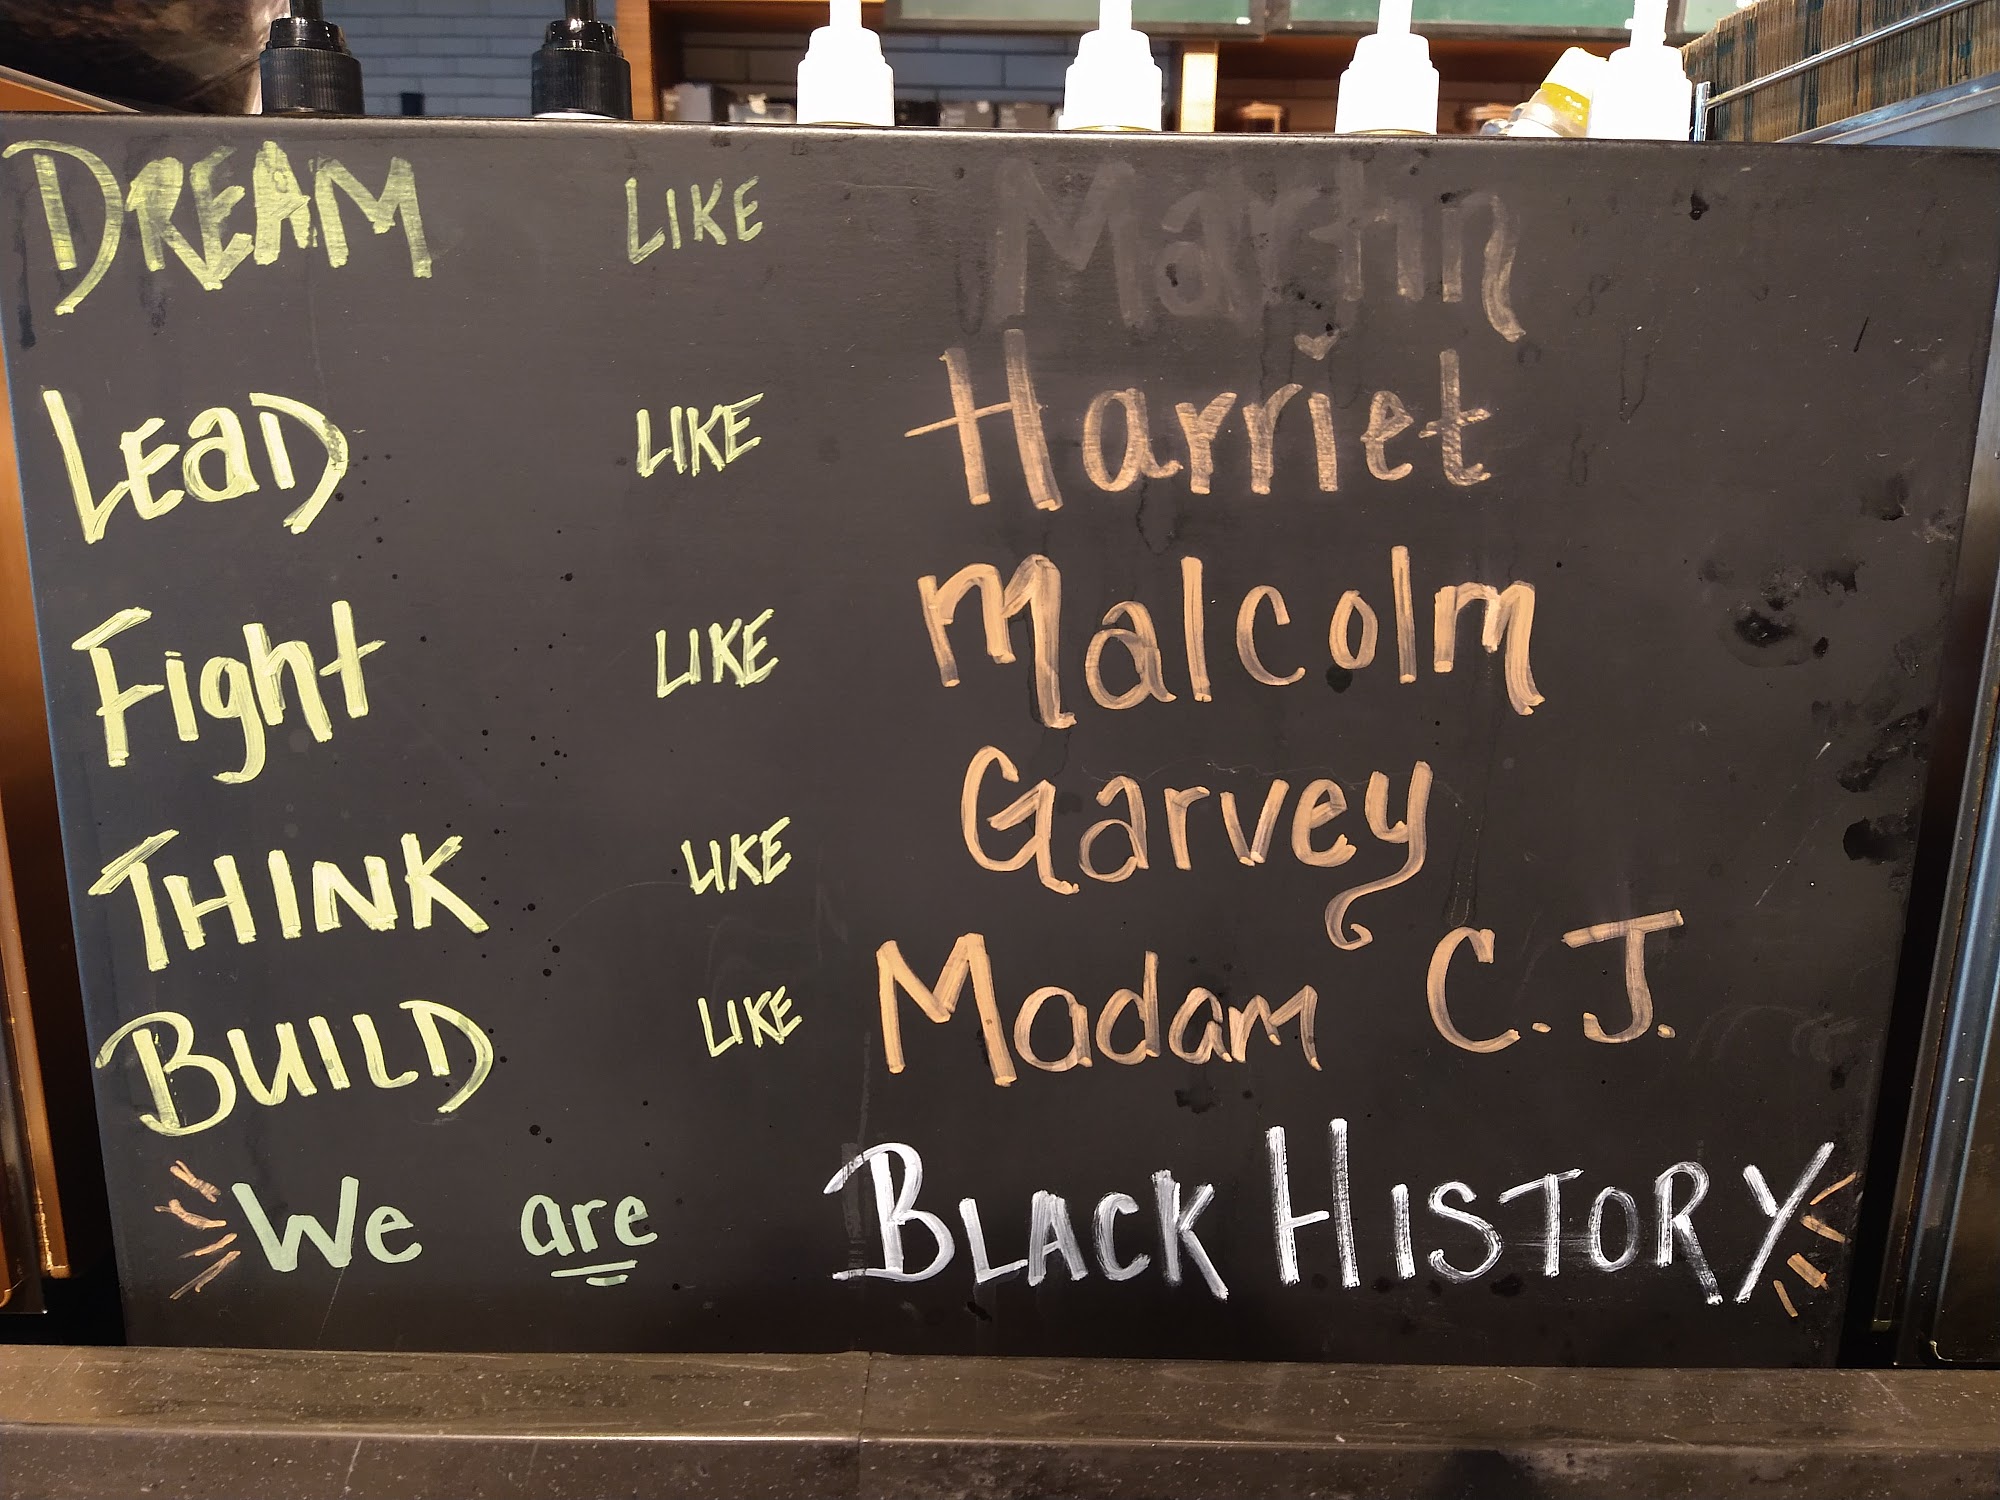 DREAM LIKE Martin
LEaD LIKE Harriet
Fight LIKE Malcolm
THINK LIKE Garvey
BUILD LIKE Madam C.J.
We are BLACK HISTORY